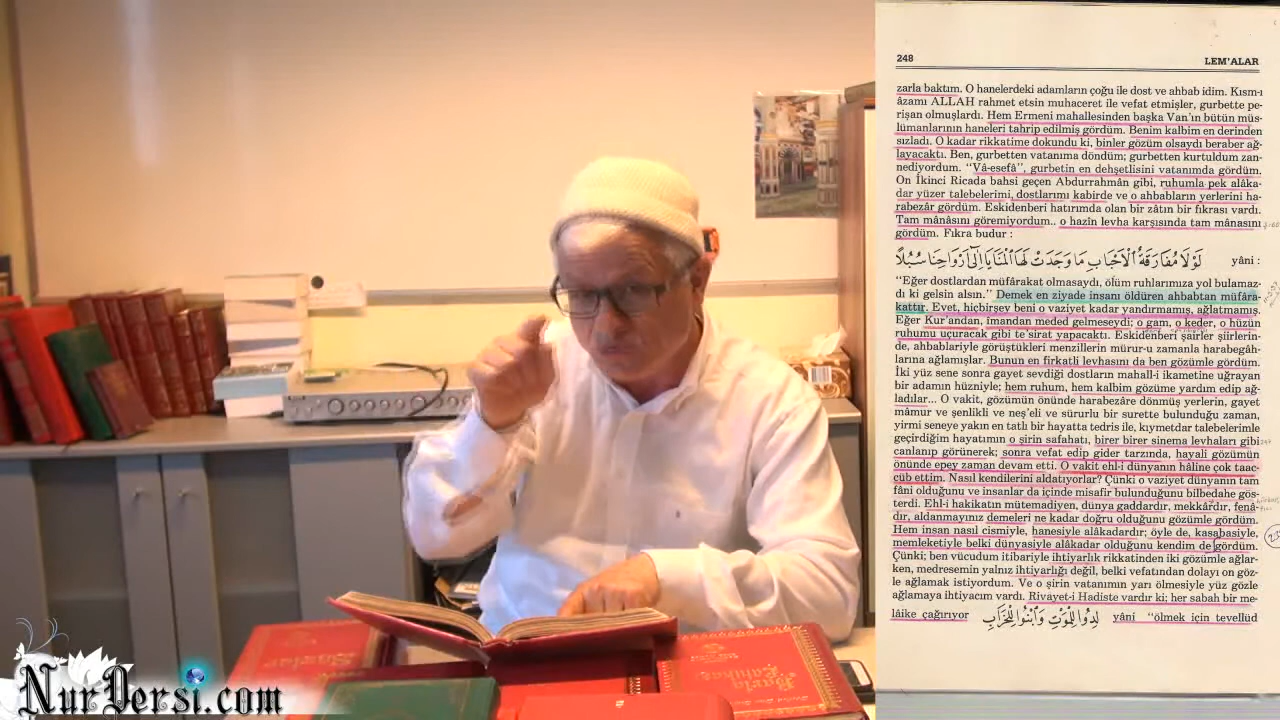 248 LEM'ALAR
zarla baktım. O hanelerdeki adamların çoğu ile dost ve ahbab idim. Kısm-ı
âzamı ALLAH rahmet etsin muhaceret ile vefat etmişler, gurbette pe-
rişan olmuşlardı. Hem Ermeni mahallesinden başka Van'ın bütün müs-
lümanlarının haneleri tahrip edilmiş gördüm. Benim kalbim en derinden
sızladı. O kadar rikkatime dokundu ki, binler gözüm olsaydı beraber ağ-
layacaktı. Ben, gurbetten vatanıma döndüm; gurbetten kurtuldum zan-
nediyordum. "Vâ-esefâ", gurbetin en dehşetlisini vatanımda gördüm.
On İkinci Ricada bahsi geçen Abdurrahmân gibi, ruhumla pek alâka-
dar yüzer talebelerimi, dostlarımı kabirde ve o ahbabların yerlerini ha-
rabezâr gördüm. Eskidenberi hatırımda olan bir zâtın bir fıkrası vardı.
Tam mânâsını göremiyordum.. o hazîn levha karşısında tam mânasını
gördüm. Fıkra budur :
لَوْلَا مُفَارَقَةُ الْاَحْبَابِ مَا وَجَدَتْ لَهَا الْمَنَايَا اِلَى اَرْوَاحِنَا سُبُلًا yâni :
"Eğer dostlardan müfârakat olmasaydı, ölüm ruhlarımıza yol bulamaz-
dı ki gelsin alsın." Demek en ziyade insanı öldüren ahbabtan müfâra-
kattır. Evet, hiçbirşey beni o vaziyet kadar yandırmamış, ağlatmamış.
Eğer Kur'andan, imandan meded gelmeseydi; o gam, o keder, o hüzün
ruhumu uçuracak gibi te'sirat yapacaktı. Eskidenberi şairler şiirlerin-
de, ahbablariyle görüştükleri menzillerin mürur-u zamanla harabegâh-
larına ağlamışlar. Bunun en firkatli levhasını da ben gözümle gördüm.
İki yüz sene sonra gayet sevdiği dostların mahall-i ikametine uğrayan
bir adamın hüzniyle; hem ruhum, hem kalbim gözüme yardım edip ağ-
ladılar... O vakit, gözümün önünde harabezâre dönmüş yerlerin, gayet
mâmur ve şenlikli ve neş'eli ve sürurlu bir surette bulunduğu zaman,
yirmi seneye yakın en tatlı bir hayatta tedris ile, kıymetdar talebelerimle
geçirdiğim hayatımın o şirin safahatı, birer birer sinema levhaları gibi
canlanıp görünerek; sonra vefat edip gider tarzında, hayali gözümün
önünde epey zaman devam etti. O vakit ehl-i dünyanın hâline çok taac-
cüb ettim. Nasıl kendilerini aldatıyorlar? Çünki o vaziyet dünyanın tam
fâni olduğunu ve insanlar da içinde misafir bulunduğunu bilbedahe gös-
terdi. Ehl-i hakikatın mütemadiyen, dünya gaddardır, mekkârdır, fenâ-
dır, aldanmayınız demeleri ne kadar doğru olduğunu gözümle gördüm.
Hem insan nasıl cismiyle, hanesiyle alâkadardır; öyle de, kasabasiyle,
memleketiyle belki dünyasiyle alâkadar olduğunu kendim de gördüm.
Çünki; ben vücudum itibariyle ihtiyarlık rikkatinden iki gözümle ağlar-
ken, medresemin yalnız ihtiyarlığı değil, belki vefatından dolayı on göz-
le ağlamak istiyordum. Ve o şirin vatanımın yarı ölmesiyle yüz gözle
ağlamaya ihtiyacım vardı. Rivayet-i Hadiste vardır ki; her sabah bir me-
lâike çağırıyor لِدُوا لِلْمَوْتِ وَابْنُوا لِلْخَرَابِ yâni "ölmek için tevellüd
Barla
Lahikası
NurDersi.com